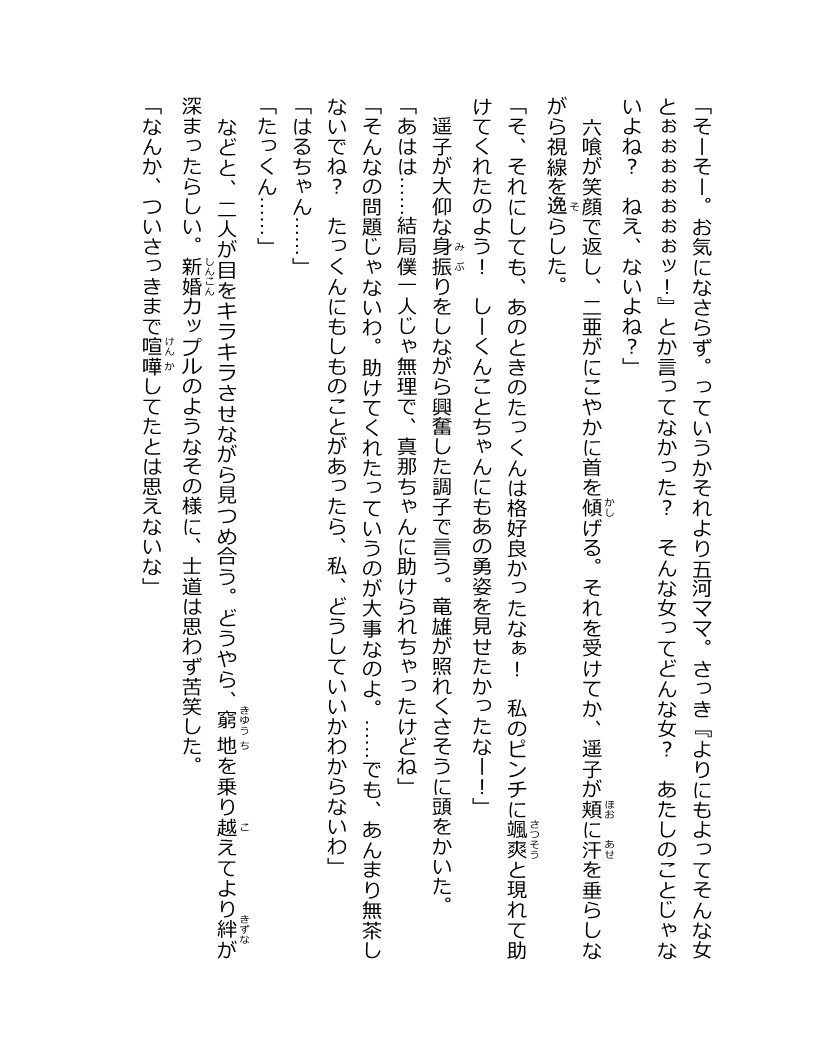 「そーそー。お気になさらず。っていうかそれより五河ママ。さっき『よりにもよってそんな女
とぉぉぉぉぉぉぉッ！』とか言ってなかった？　そんな女ってどんな女？　あたしのことじゃな
いよね？　ねえ、ないよね？」
六喰が笑顔で返し、二亜がにこやかに首を傾げる。それを受けてか、遥子が頬に汗を垂らしな
がら視線を逸らした。
「そ、それにしても、あのときのたっくんは格好良かったなぁ！　私のピンチに颯爽と現れて助
けてくれたのよう！　しーくんことちゃんにもあの勇姿を見せたかったなー！」
遥子が大仰な身振りをしながら興奮した調子で言う。竜雄が照れくさそうに頭をかいた。
「あはは……結局僕一人じゃ無理で、真那ちゃんに助けられちゃったけどね」
「そんなの問題じゃないわ。助けてくれたっていうのが大事なのよ。……でも、あんまり無茶し
ないでね？　たっくんにもしものことがあったら、私、どうしていいかわからないわ」
「はるちゃん……」
「たっくん……」
などと、二人が目をキラキラさせながら見つめ合う。どうやら、窮地を乗り越えてより絆が
深まったらしい。新婚カップルのようなその様に、士道は思わず苦笑した。
「なんか、ついさっきまで喧嘩してたとは思えないな」